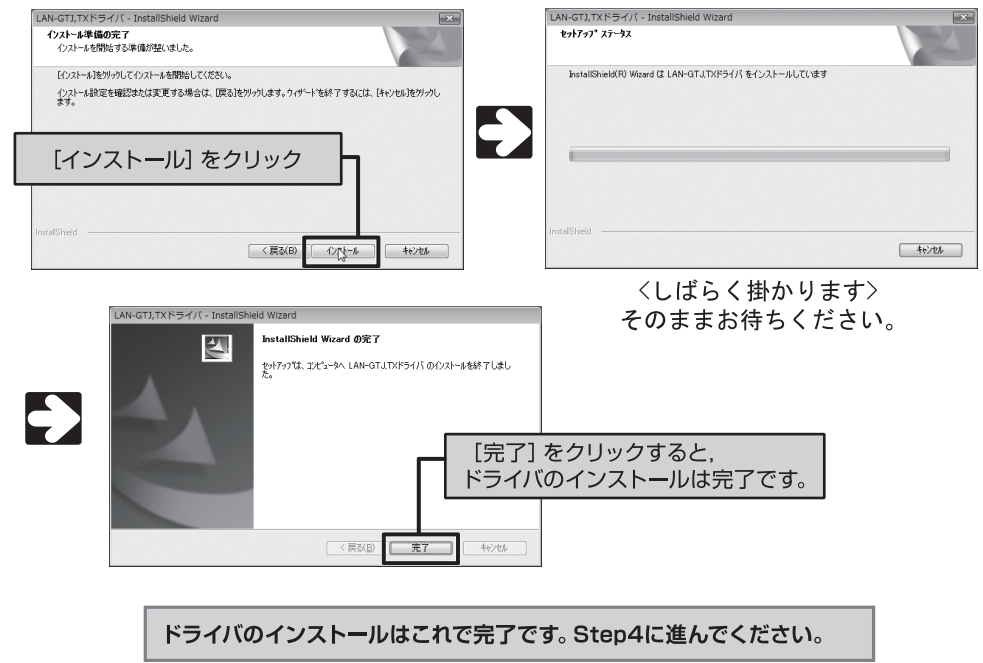 LAN-GTJ,TXドライバ - InstallShield Wizard
インストール準備の完了
インストールを開始する準備が整いました。
[インストール]をクリックしてインストールを開始してください。
インストール設定を確認または変更する場合は、[戻る]をクリックします。ウィザードを終了するには、[キャンセル]をクリックし
ます。
［インストール］をクリック
InstallShield
< 戻る(B)
インストール
キャンセル
LAN-GTJ,TXドライバ - InstallShield Wizard
セットアップ ステータス
InstallShield(R) Wizard は LAN-GTJ,TXドライバ をインストールしています
InstallShield
キャンセル
〈しばらく掛かります〉
そのままお待ちください。
LAN-GTJ,TXドライバ - InstallShield Wizard
InstallShield Wizard の完了
セットアップは、コンピュータへ LAN-GTJ,TXドライバ のインストールを終了しまし
た。
［完了］をクリックすると,
ドライバのインストールは完了です。
< 戻る(B)
完了
キャンセル
ドライバのインストールはこれで完了です。Step4に進んでください。